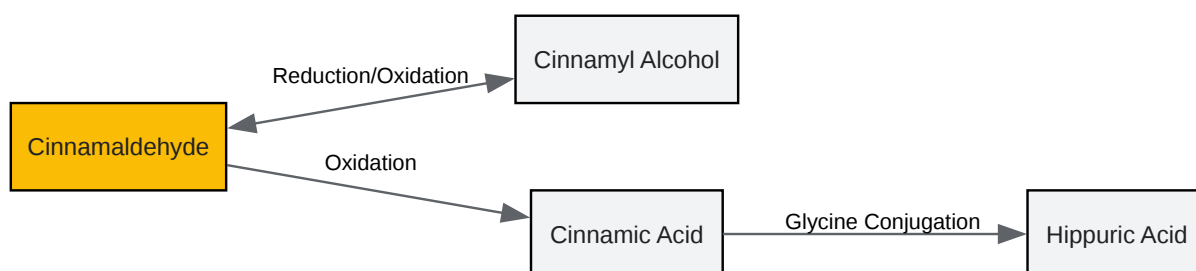 Cinnamyl Alcohol
Reduction/Oxidation
Cinnamaldehyde
Oxidation
Cinnamic Acid
Glycine Conjugation
Hippuric Acid